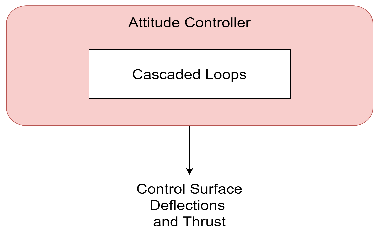 Attitude Controller
Cascaded Loops
Control Surface
Deflections
and Thrust